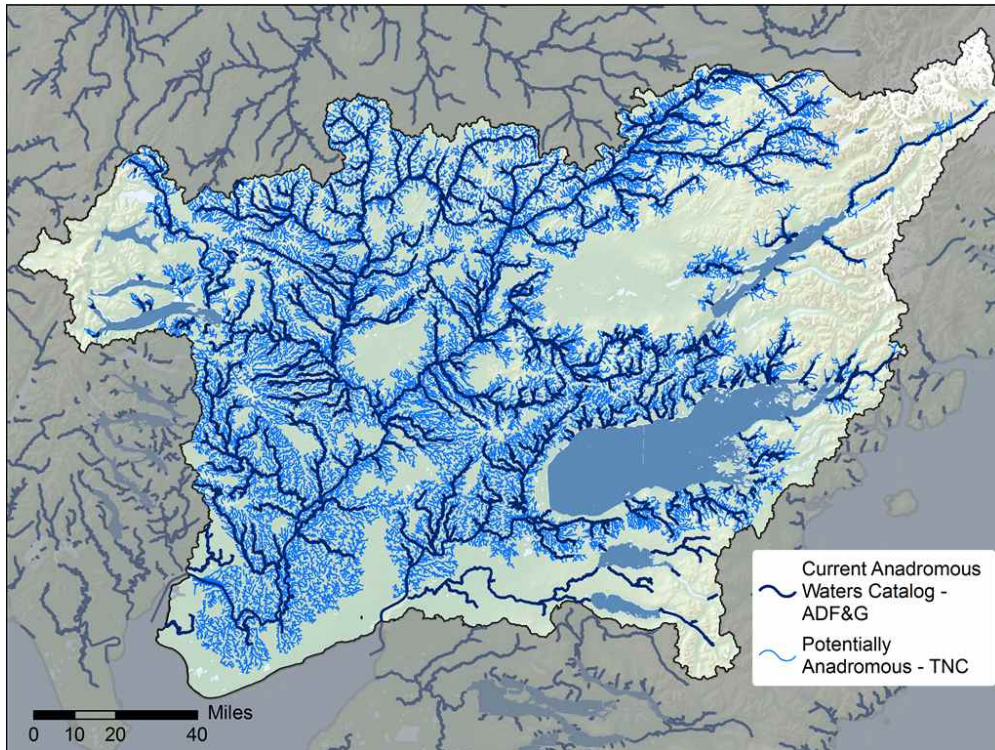 Current Anadromous
Waters Catalog -
ADF&G
Potentially
Anadromous - TNC
Miles
0 10 20 40